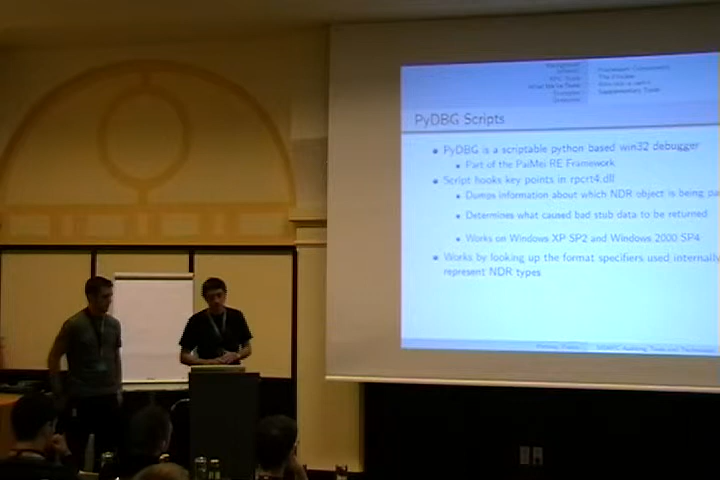 PyDBG Scripts
PyDBG is a scriptable python based win32 debugger
Part of the PaiMei RE Framework
Script hooks key points in rpcrt4.dll
Dumps information about which NDR object is being pa
Determines what caused bad stub data to be returned
Works on Windows XP SP2 and Windows 2000 SP4
Works by looking up the format specifiers used internally
represent NDR types